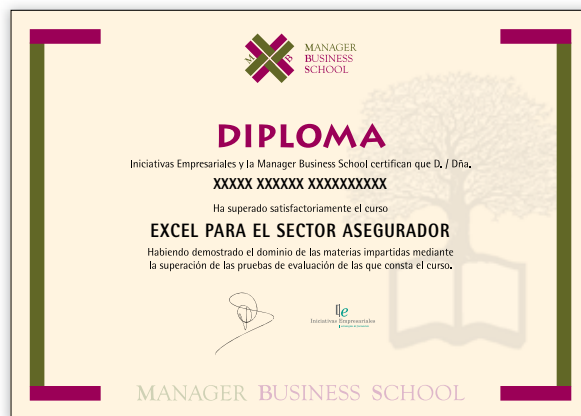 M B
MANAGER
BUSINESS
SCHOOL
DIPLOMA
Iniciativas Empresariales y la Manager Business School certifican que D. / Dña.
XXXXX XXXXXX XXXXXXXXXX
Ha superado satisfactoriamente el curso
EXCEL PARA EL SECTOR ASEGURADOR
Habiendo demostrado el dominio de las materias impartidas mediante
la superación de las pruebas de evaluación de las que consta el curso.
Iniciativas Empresariales
MANAGER BUSINESS SCHOOL